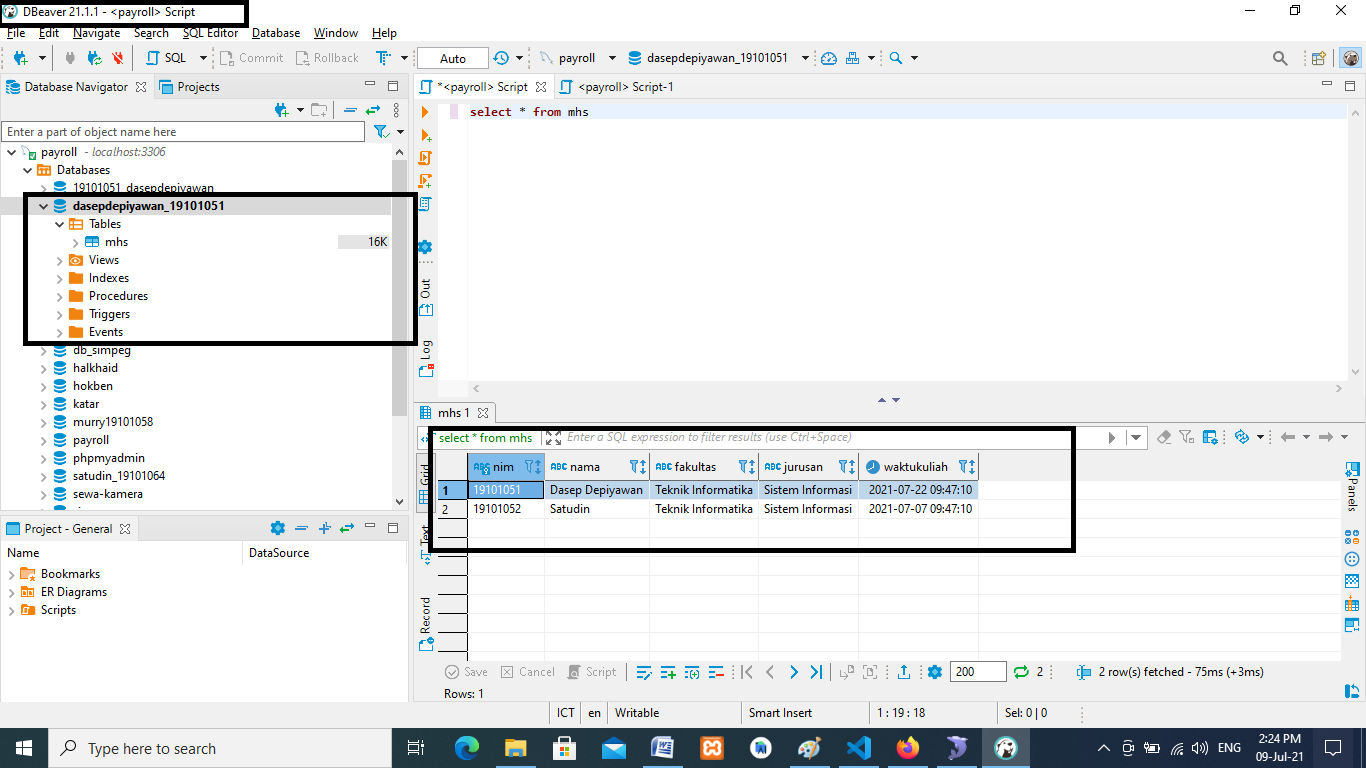 DBeaver 21.1.1 - <payroll> Script
File Edit Navigate Search SQL Editor Database Window Help
SQL Commit Rollback Auto payroll dasepdepiyawan_19101051
Database Navigator Projects
*<payroll> Script <payroll> Script-1
Enter a part of object name here
select * from mhs
payroll - localhost:3306
Databases
19101051_dasepdepiyawan
dasepdepiyawan_19101051
Tables
mhs 16K
Views
Indexes
Procedures
Triggers
Events
db_simpeg
halkhaid
hokben
katar
murry19101058
payroll
phpmyadmin
satudin_19101064
sewa-kamera
Out
Log
mhs 1
select * from mhs Enter a SQL expression to filter results (use Ctrl+Space)
Grid
Text
Record
ABC nim ABC nama ABC fakultas ABC jurusan waktukuliah
1 19101051 Dasep Depiyawan Teknik Informatika Sistem Informasi 2021-07-22 09:47:10
2 19101052 Satudin Teknik Informatika Sistem Informasi 2021-07-07 09:47:10
Panels
Project - General
Name DataSource
Bookmarks
ER Diagrams
Scripts
Save Cancel Script 200 2 2 row(s) fetched - 75ms (+3ms)
Rows: 1
ICT en Writable Smart Insert 1 : 19 : 18 Sel: 0 | 0
Type here to search
ENG
2:24 PM
09-Jul-21